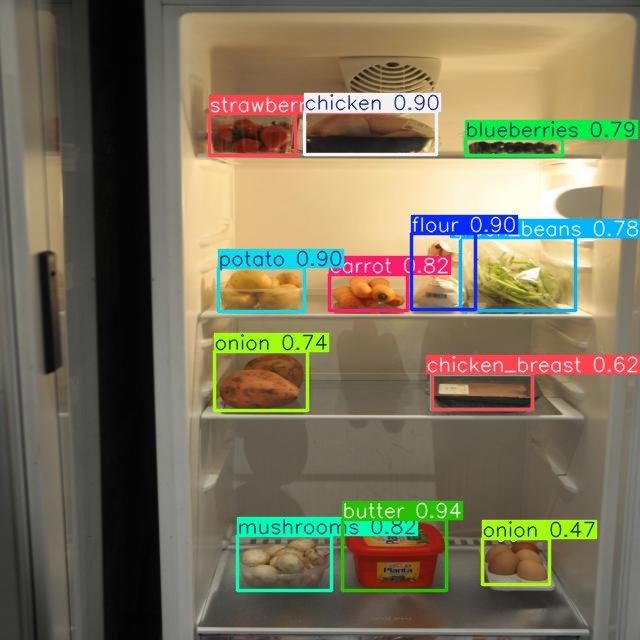 strawberr
chicken 0.90
blueberries 0.79
flour 0.90
beans 0.78
potato 0.90
carrot 0.82
onion 0.74
chicken_breast 0.62
butter 0.94
mushrooms 0.82
onion 0.47
Planta